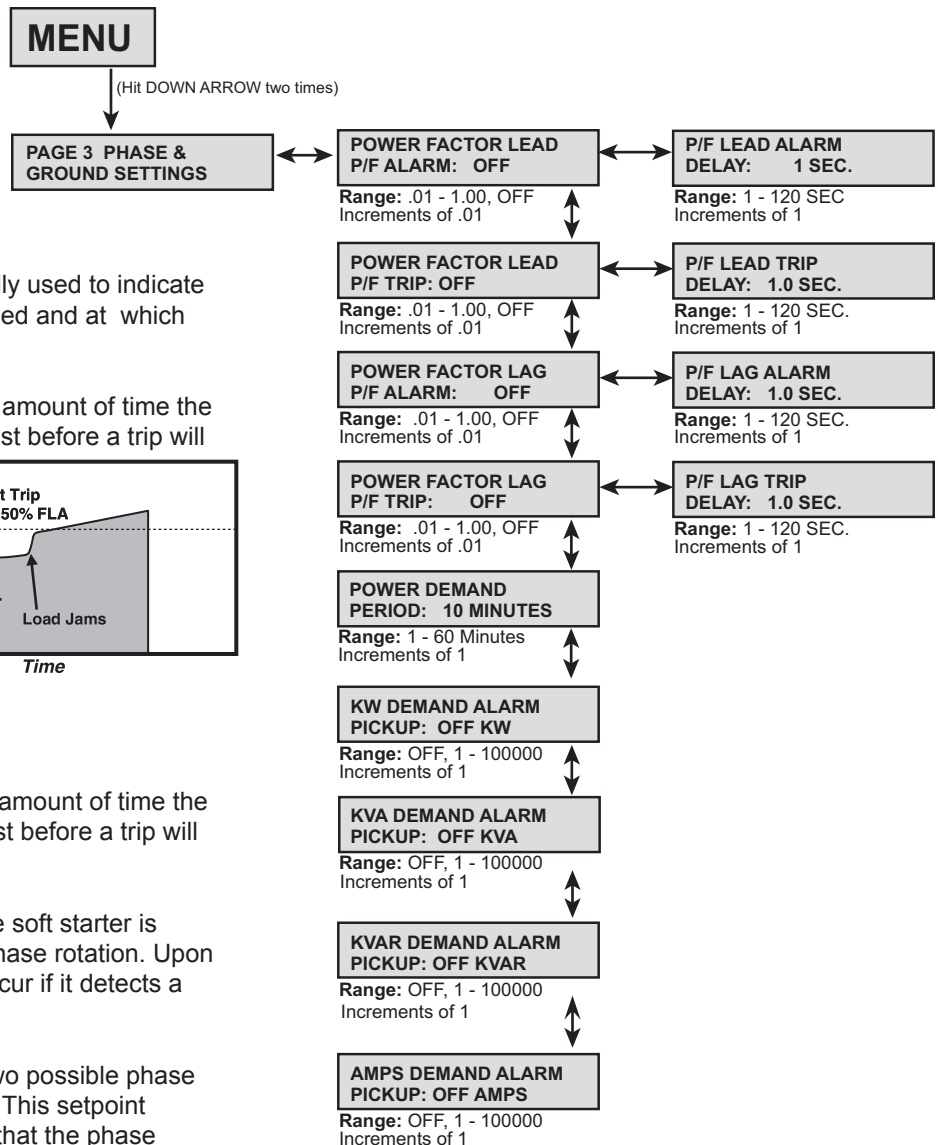 MENU
(Hit DOWN ARROW two times)
PAGE 3 PHASE &
GROUND SETTINGS
POWER FACTOR LEAD
P/F ALARM: OFF
Range: .01 - 1.00, OFF
Increments of .01
P/F LEAD ALARM
DELAY: 1 SEC.
Range: 1 - 120 SEC
Increments of 1
POWER FACTOR LEAD
P/F TRIP: OFF
Range: .01 - 1.00, OFF
Increments of .01
P/F LEAD TRIP
DELAY: 1.0 SEC.
Range: 1 - 120 SEC.
Increments of 1
POWER FACTOR LAG
P/F ALARM: OFF
Range: .01 - 1.00, OFF
Increments of .01
P/F LAG ALARM
DELAY: 1.0 SEC.
Range: 1 - 120 SEC.
Increments of 1
POWER FACTOR LAG
P/F TRIP: OFF
Range: .01 - 1.00, OFF
Increments of .01
P/F LAG TRIP
DELAY: 1.0 SEC.
Range: 1 - 120 SEC.
Increments of 1
POWER DEMAND
PERIOD: 10 MINUTES
Range: 1 - 60 Minutes
Increments of 1
KW DEMAND ALARM
PICKUP: OFF KW
Range: OFF, 1 - 100000
Increments of 1
KVA DEMAND ALARM
PICKUP: OFF KVA
Range: OFF, 1 - 100000
Increments of 1
KVAR DEMAND ALARM
PICKUP: OFF KVAR
Range: OFF, 1 - 100000
Increments of 1
AMPS DEMAND ALARM
PICKUP: OFF AMPS
Range: OFF, 1 - 100000
Increments of 1
lly used to indicate
ed and at which
amount of time the
st before a trip will
t Trip
50% FLA
Load Jams
Time
amount of time the
st before a trip will
e soft starter is
hase rotation. Upon
cur if it detects a
wo possible phase
This setpoint
that the phase